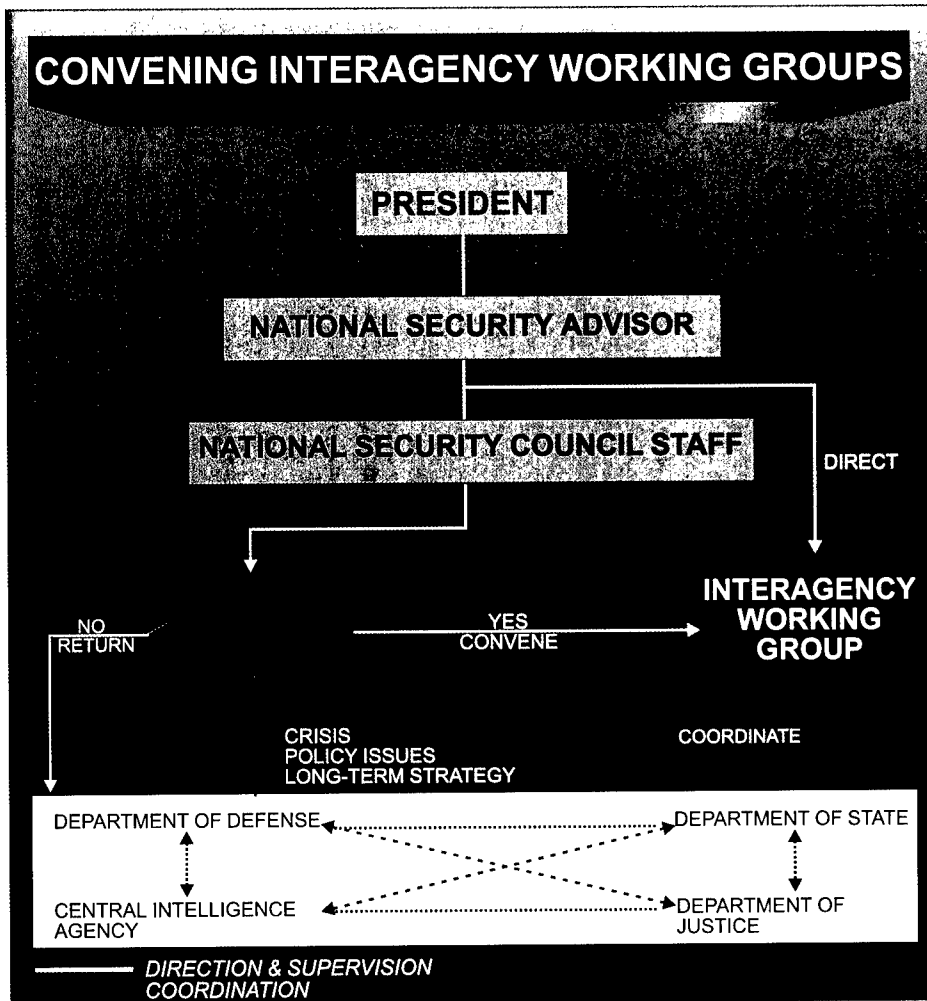 CONVENING INTERAGENCY WORKING GROUPS
PRESIDENT
NATIONAL SECURITY ADVISOR
NATIONAL SECURITY COUNCIL STAFF
DIRECT
INTERAGENCY
WORKING
GROUP
NO
RETURN
YES
CONVENE
CRISIS
POLICY ISSUES
LONG-TERM STRATEGY
COORDINATE
DEPARTMENT OF DEFENSE
DEPARTMENT OF STATE
CENTRAL INTELLIGENCE
AGENCY
DEPARTMENT OF
JUSTICE
DIRECTION & SUPERVISION
COORDINATION